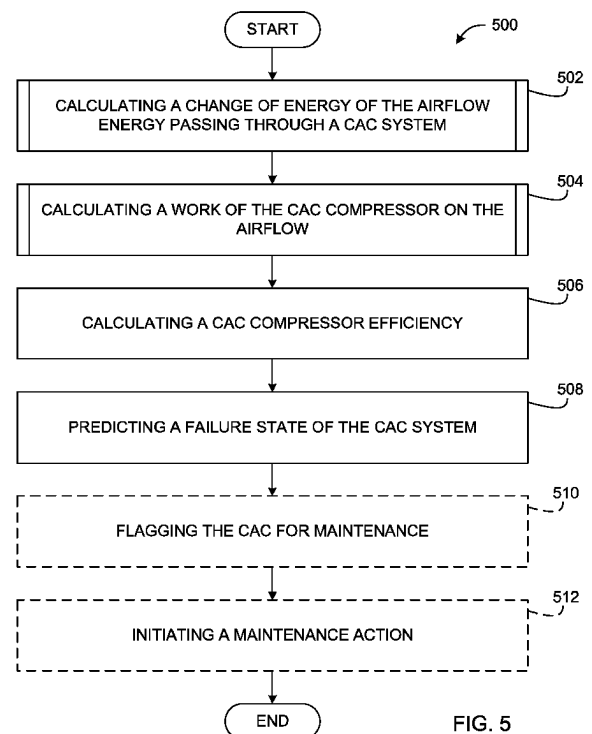 START
500
502
CALCULATING A CHANGE OF ENERGY OF THE AIRFLOW
ENERGY PASSING THROUGH A CAC SYSTEM
504
CALCULATING A WORK OF THE CAC COMPRESSOR ON THE
AIRFLOW
506
CALCULATING A CAC COMPRESSOR EFFICIENCY
508
PREDICTING A FAILURE STATE OF THE CAC SYSTEM
510
FLAGGING THE CAC FOR MAINTENANCE
512
INITIATING A MAINTENANCE ACTION
END
FIG. 5